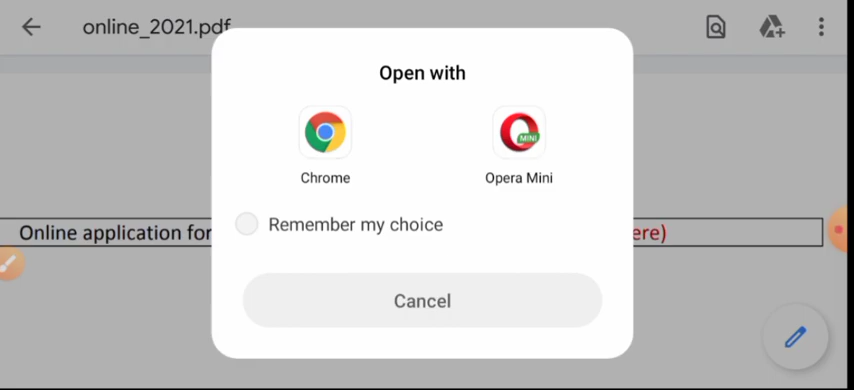 online_2021.pdf
Open with
MINI
Chrome
Opera Mini
Remember my choice
Online application for
ere)
Cancel